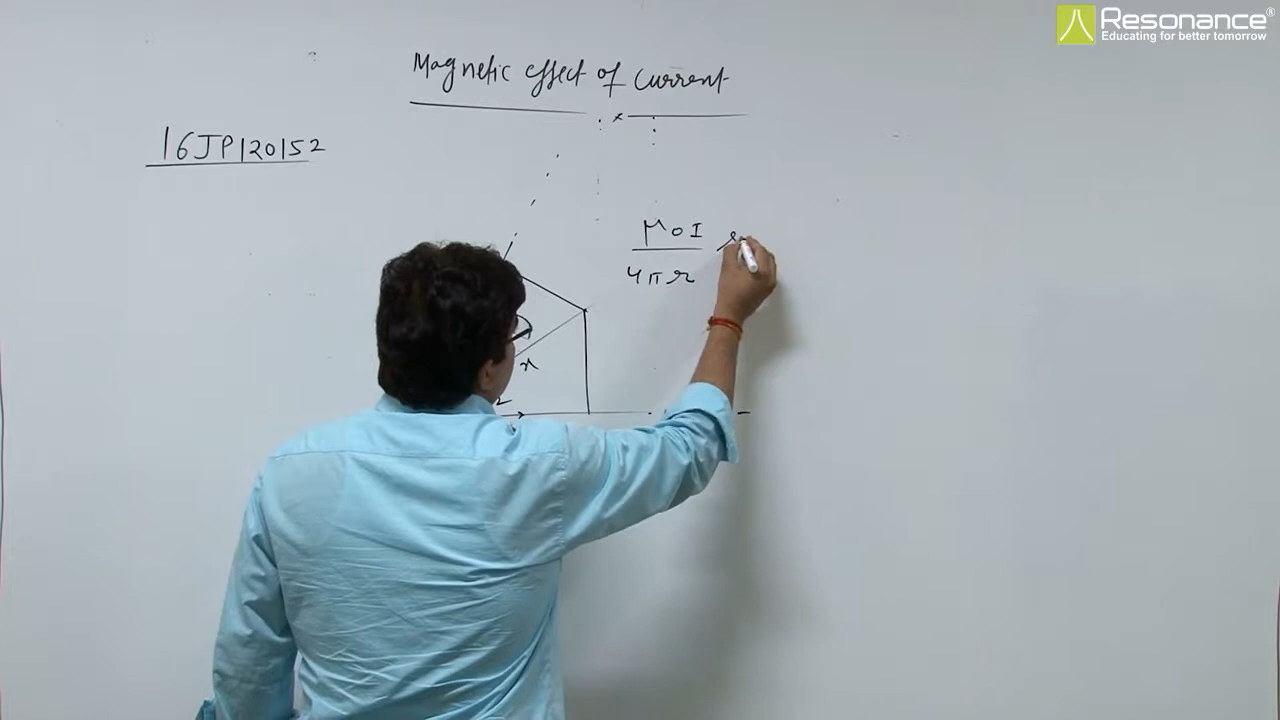 Resonance®
Educating for better tomorrow
Magnetic effect of current
x
16JP120152
μ0I
4πr
x